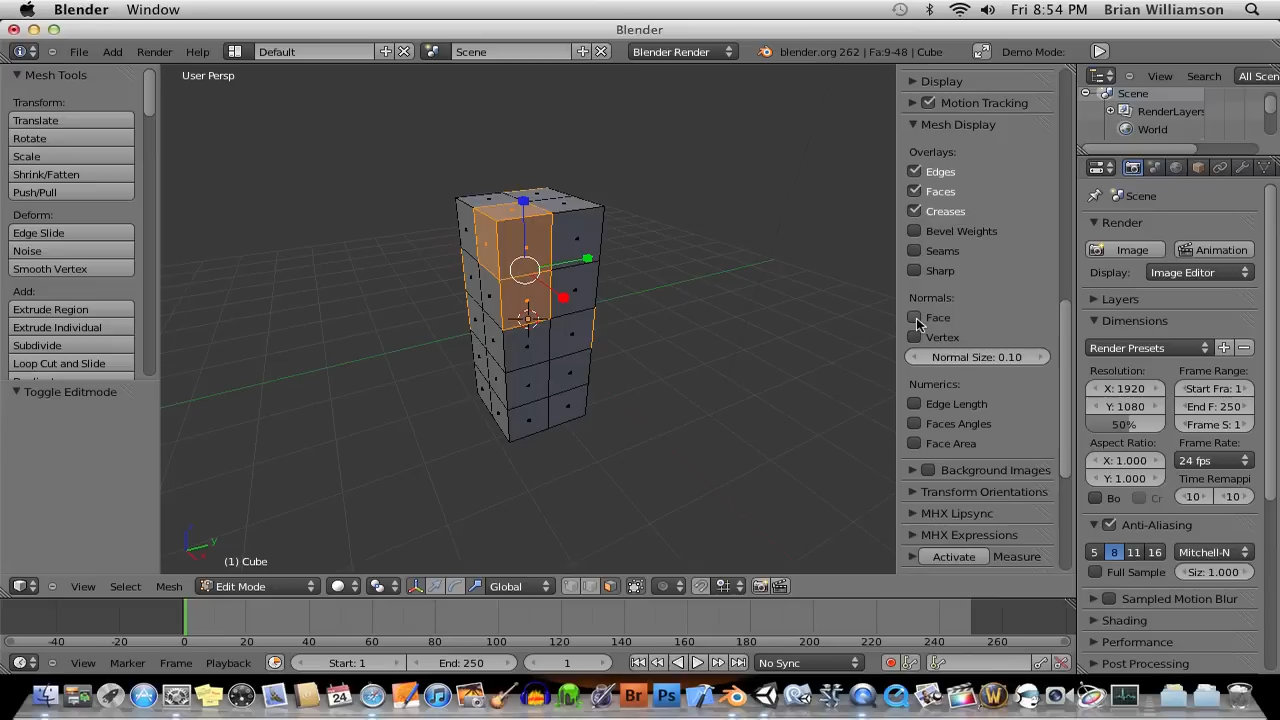 Blender Window Fri 8:54 PM Brian Williamson
Blender
File Add Render Help Default Scene Blender Render blender.org 262 | Fa:9-48 | Cube Demo Mode:
Mesh Tools
Transform:
Translate
Rotate
Scale
Shrink/Fatten
Push/Pull
Deform:
Edge Slide
Noise
Smooth Vertex
Add:
Extrude Region
Extrude Individual
Subdivide
Loop Cut and Slide
Toggle Editmode
User Persp
y
(1) Cube
Display
Motion Tracking
Mesh Display
Overlays:
Edges
Faces
Creases
Bevel Weights
Seams
Sharp
Normals:
Face
Vertex
Normal Size: 0.10
Numerics:
Edge Length
Faces Angles
Face Area
Background Images
Transform Orientations
MHX Lipsync
MHX Expressions
Activate Measure
View Search All Scen
Scene
RenderLayers
World
Scene
Render
Image Animation
Display: Image Editor
Layers
Dimensions
Render Presets
Resolution: Frame Range:
X: 1920 Start Fra: 1
Y: 1080 End F: 250
50% Frame S: 1
Aspect Ratio: Frame Rate:
X: 1.000 24 fps
Y: 1.000 Time Remappi
Bo Cr 10 10
Anti-Aliasing
5 8 11 16 Mitchell-N
Full Sample Siz: 1.000
Sampled Motion Blur
Shading
Performance
Post Processing
View Select Mesh Edit Mode Global
-40 -20 0 20 40 60 80 100 120 140 160 180 200 220 240 260
View Marker Frame Playback Start: 1 End: 250 1 No Sync
24 Br Ps W